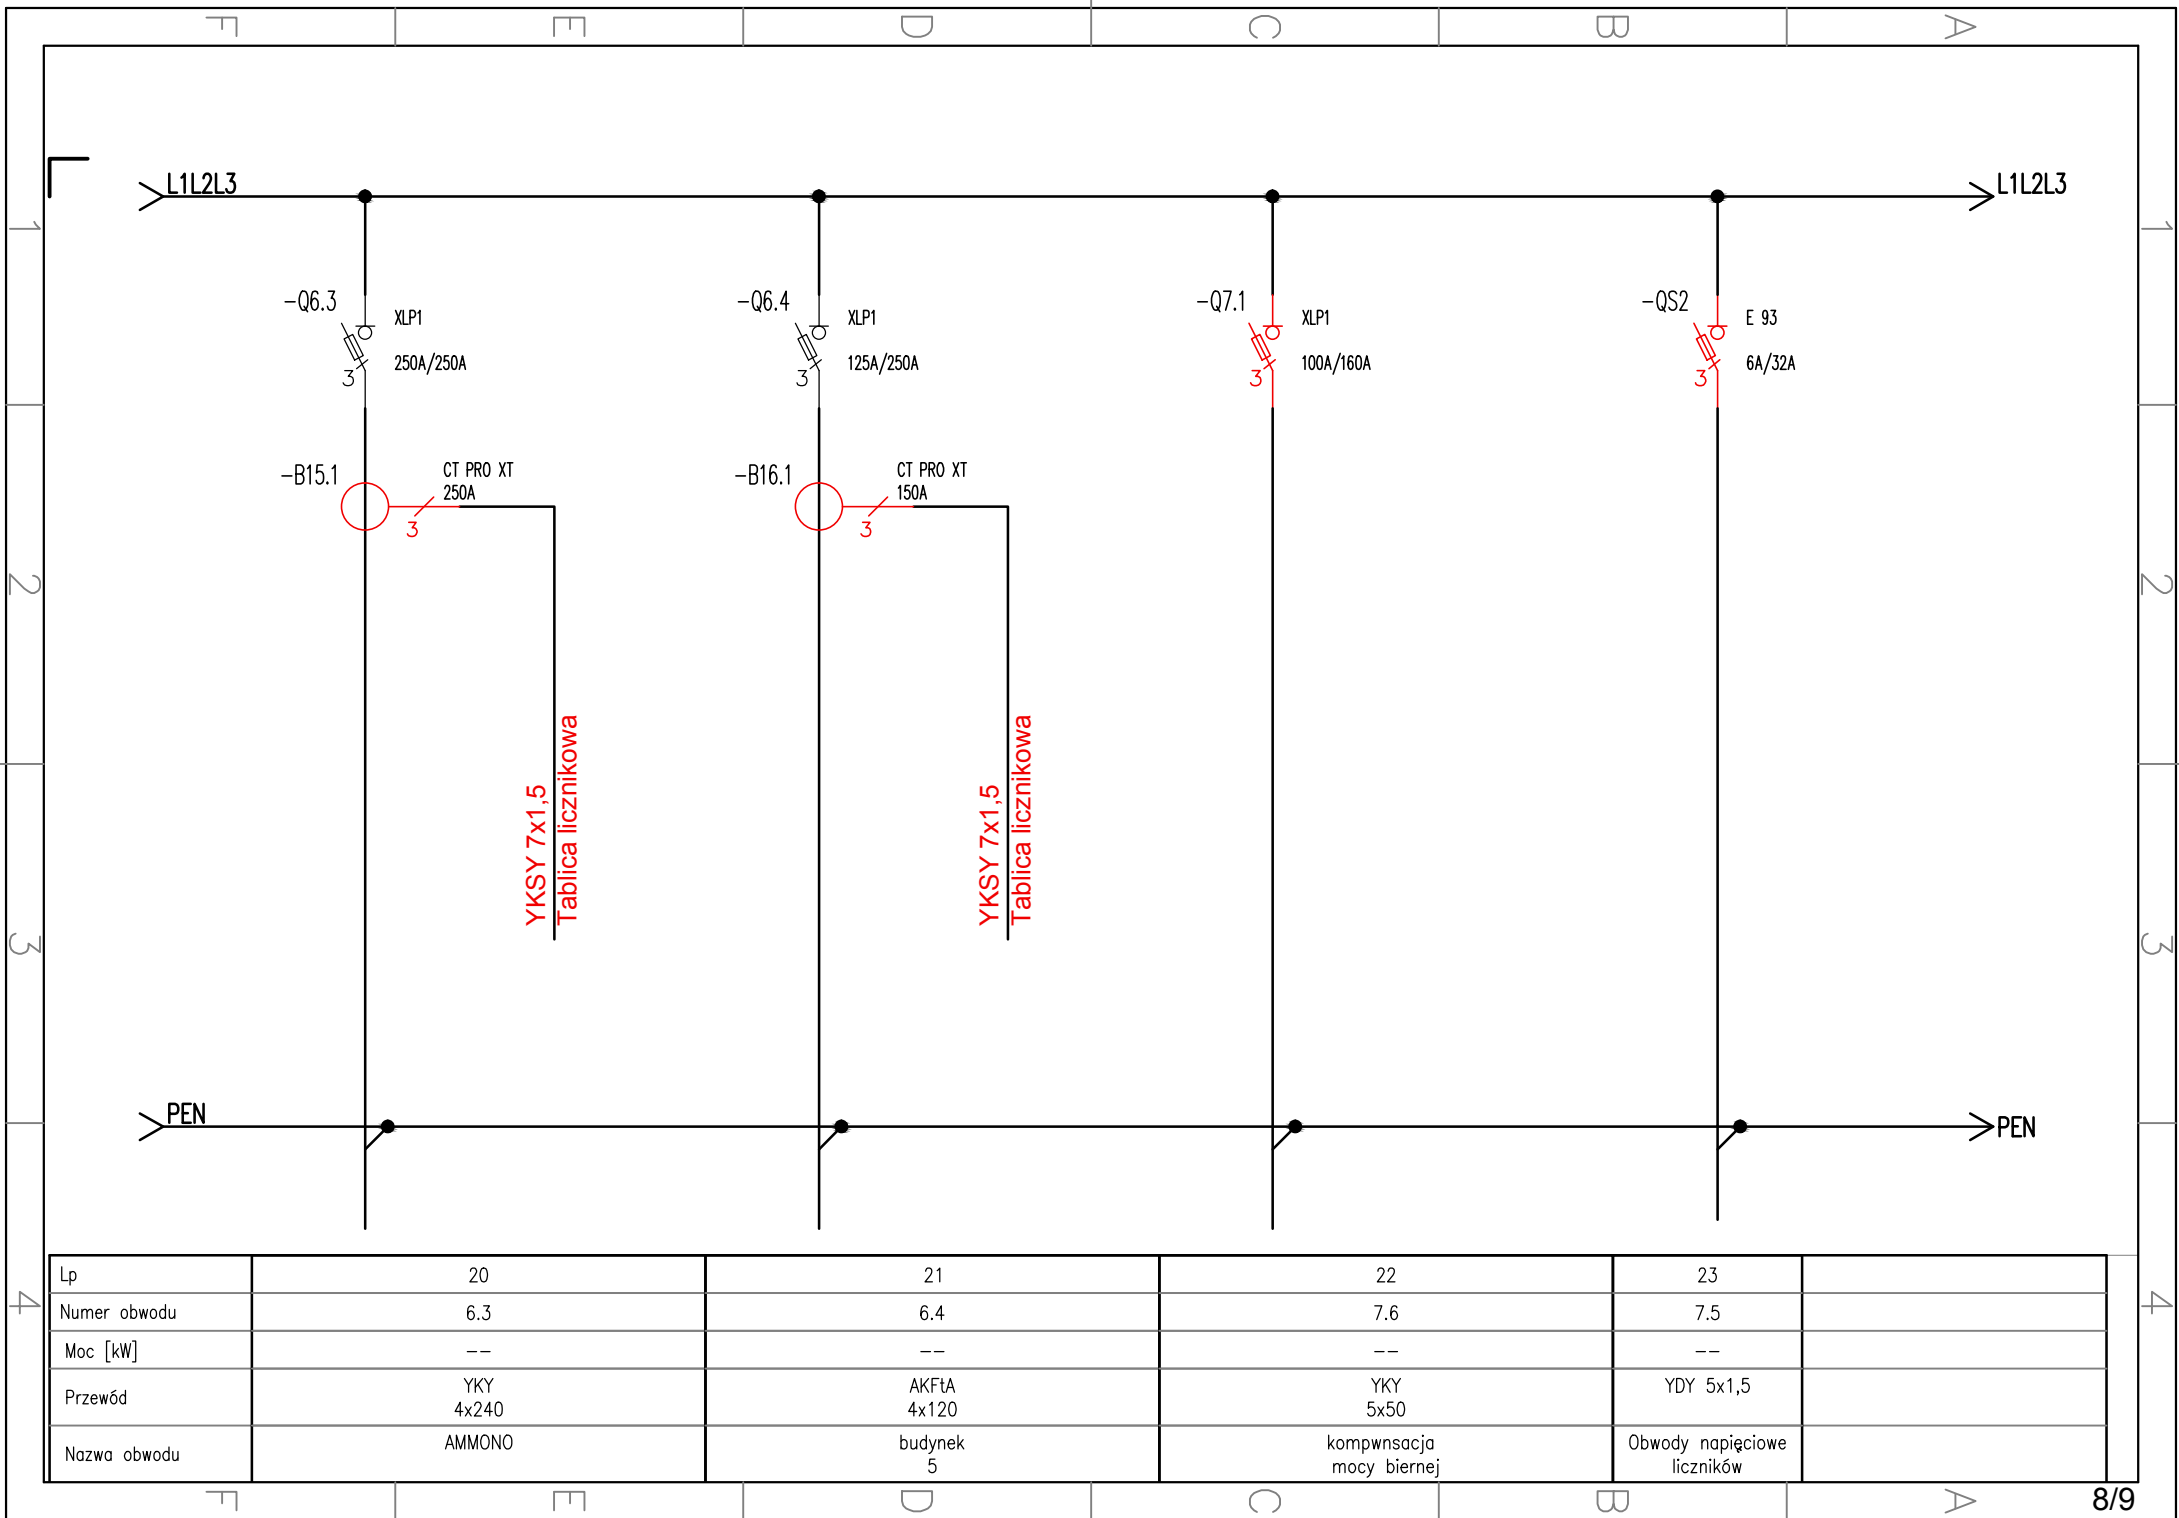 F E D C B A
L1L2L3
L1L2L3
1
1
-Q6.3
XLP1
250A/250A
3
-Q6.4
XLP1
125A/250A
3
-Q7.1
XLP1
100A/160A
3
-QS2
E 93
6A/32A
3
-B15.1
CT PRO XT
250A
3
-B16.1
CT PRO XT
150A
3
2
2
YKSY 7x1,5
Tablica licznikowa
YKSY 7x1,5
Tablica licznikowa
3
3
PEN
PEN
4
4
Lp 20 21 22 23
Numer obwodu 6.3 6.4 7.6 7.5
Moc [kW] -- -- -- --
Przewód
YKY
4x240
AKFtA
4x120
YKY
5x50
YDY 5x1,5
Nazwa obwodu
AMMONO
budynek
5
kompwnsacja
mocy biernej
Obwody napięciowe
liczników
F E D C B A
8/9